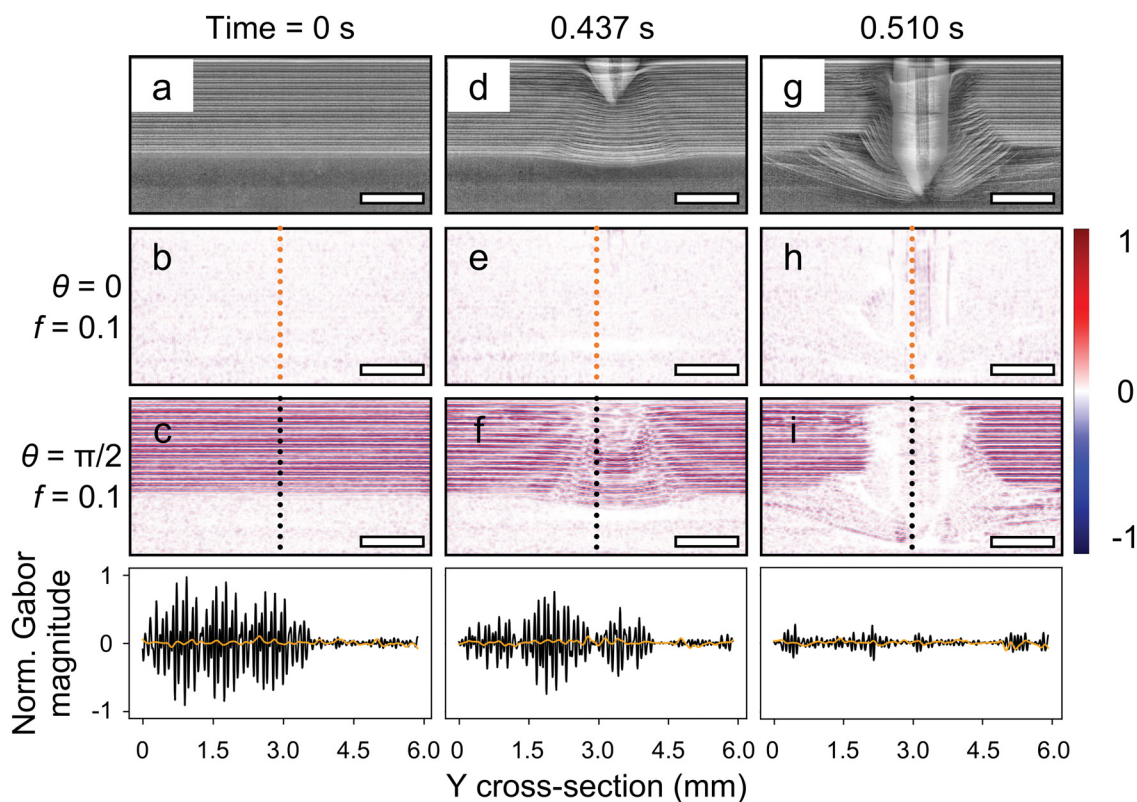 Time = 0 s 0.437 s 0.510 s
a d g
b e h
θ = 0
f = 0.1
1
0
-1
c f i
θ = π/2
f = 0.1
Norm. Gabor
magnitude
1
0
-1
0 1.5 3.0 4.5 6.0 0 1.5 3.0 4.5 6.0 0 1.5 3.0 4.5 6.0
Y cross-section (mm)